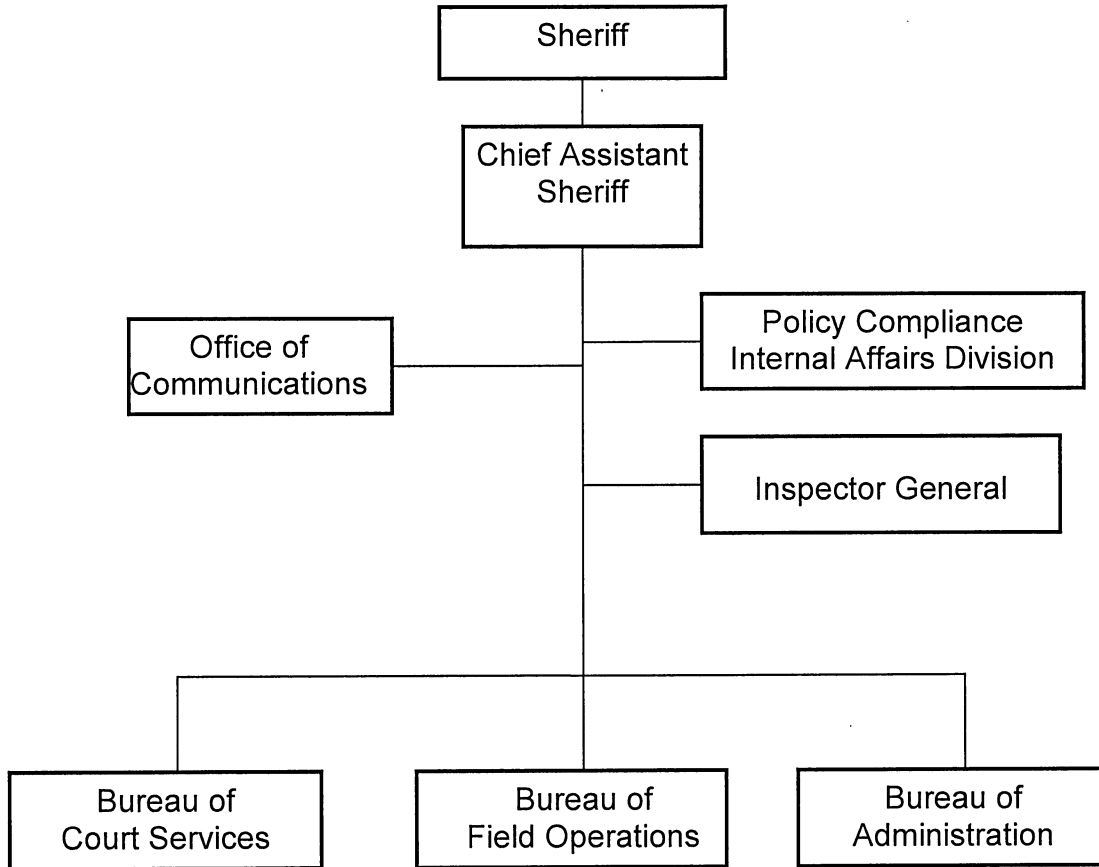 Sheriff
Chief Assistant
Sheriff
Office of
Communications
Policy Compliance
Internal Affairs Division
Inspector General
Bureau of
Court Services
Bureau of
Field Operations
Bureau of
Administration